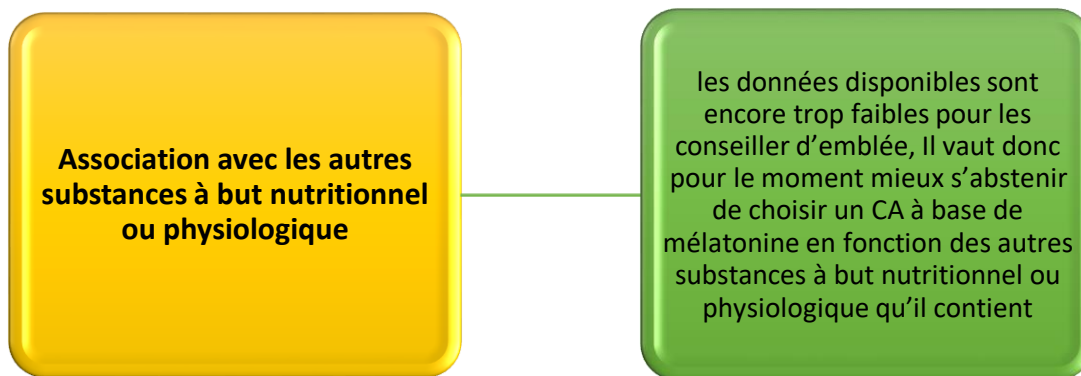 Association avec les autres
substances à but nutritionnel
ou physiologique
les données disponibles sont
encore trop faibles pour les
conseiller d’emblée, Il vaut donc
pour le moment mieux s’abstenir
de choisir un CA à base de
mélatonine en fonction des autres
substances à but nutritionnel ou
physiologique qu’il contient